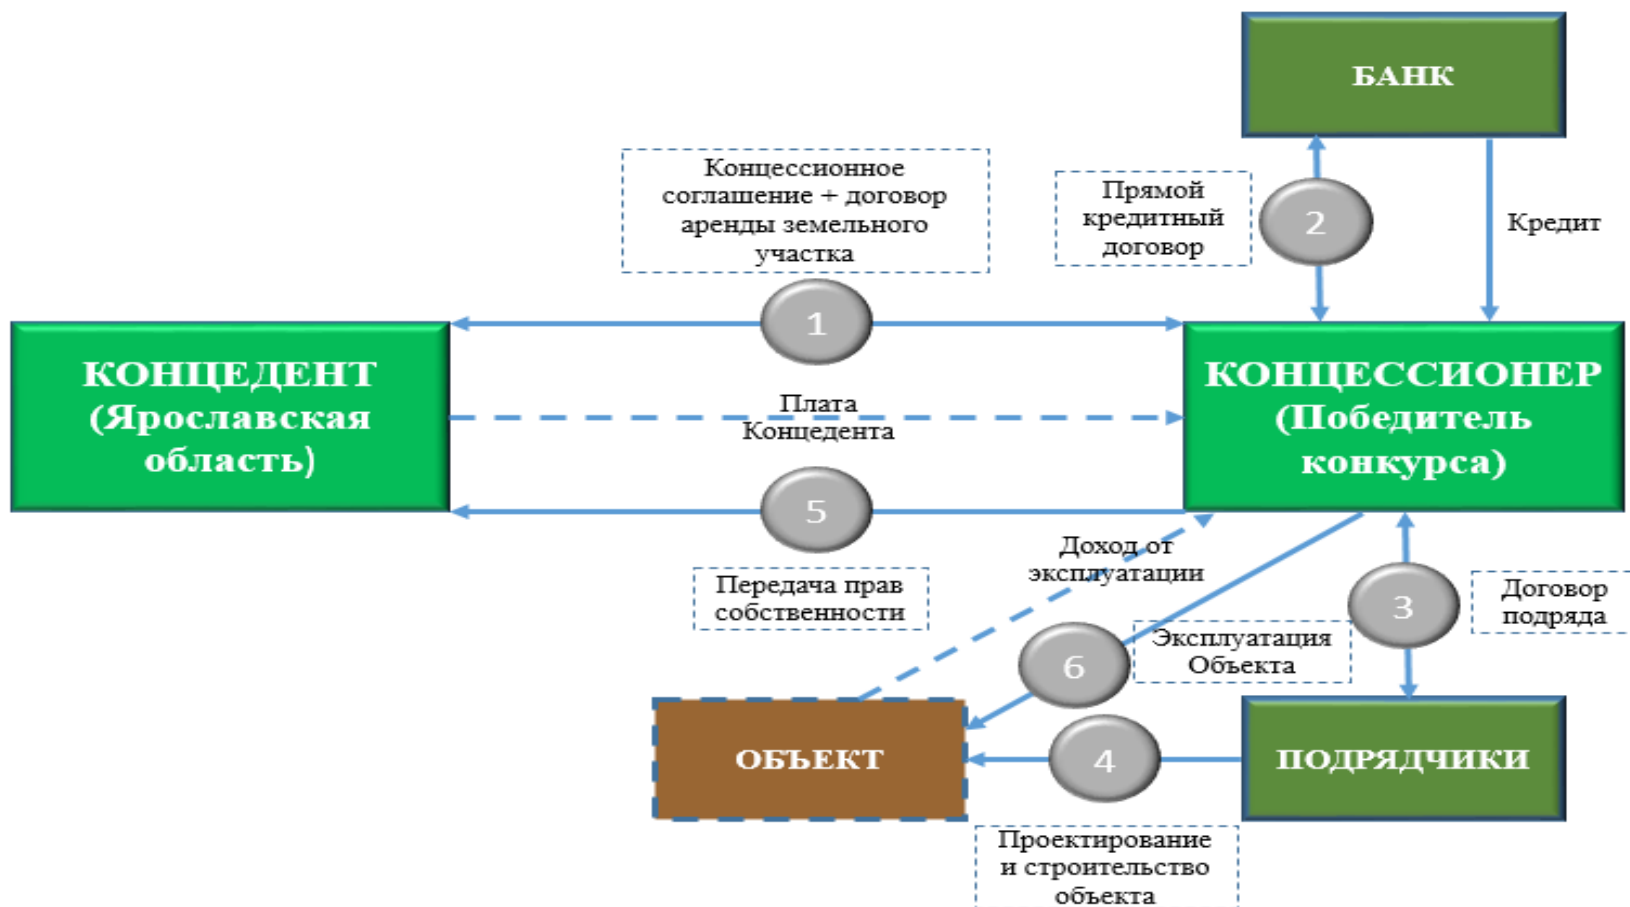 БАНК
Концессионное
соглашение + договор
аренды земельного
участка
1
Прямой
кредитный
договор
2
Кредит
КОНЦЕДЕНТ
(Ярославская
область)
Плата
Концедента
КОНЦЕССИОНЕР
(Победитель
конкурса)
5
Передача прав
собственности
Доход от
эксплуатации
6
Эксплуатация
Объекта
3
Договор
подряда
ОБЪЕКТ
4
ПОДРЯДЧИКИ
Проектирование
и строительство
объекта